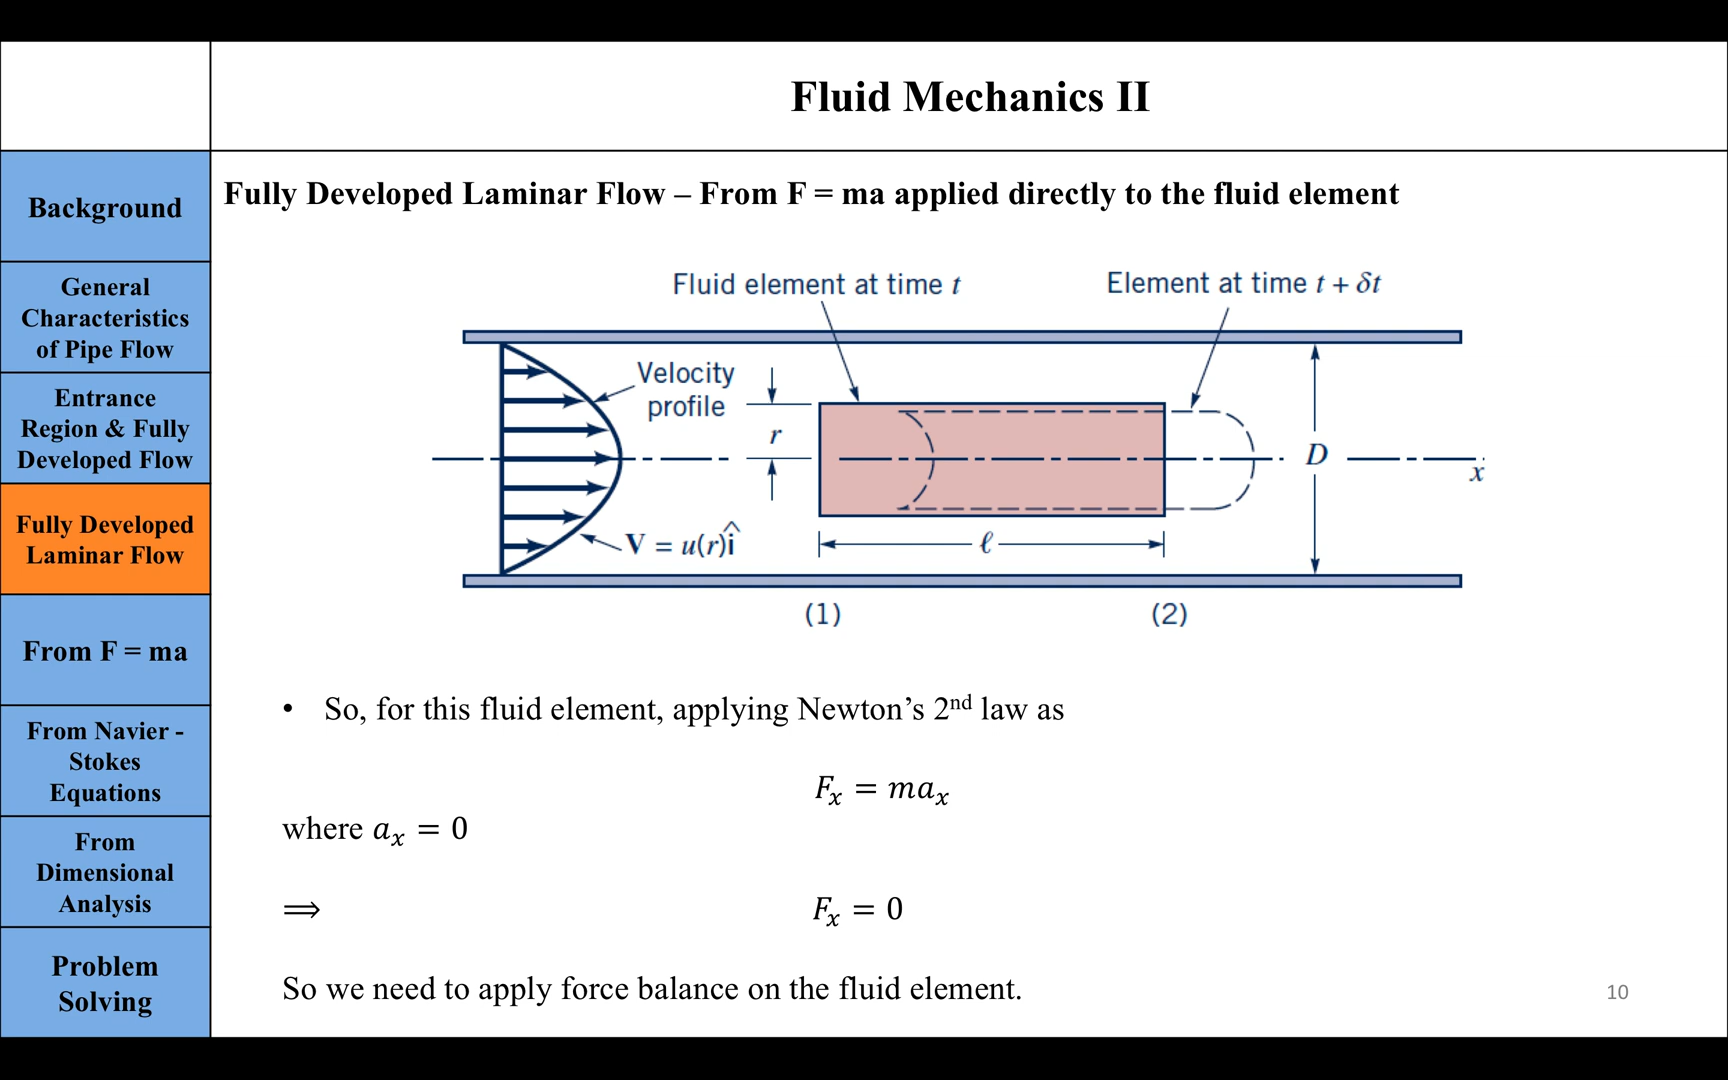 Fluid Mechanics II
Background
General
Characteristics
of Pipe Flow
Entrance
Region & Fully
Developed Flow
Fully Developed
Laminar Flow
From F = ma
From Navier -
Stokes
Equations
From
Dimensional
Analysis
Problem
Solving
Fully Developed Laminar Flow – From F = ma applied directly to the fluid element
Fluid element at time t
Element at time t + δt
Velocity
profile
r
D
x
V = u(r)î
ℓ
(1)
(2)
• So, for this fluid element, applying Newton’s 2nd law as
Fₓ = maₓ
where aₓ = 0
⟹ Fₓ = 0
So we need to apply force balance on the fluid element.
10